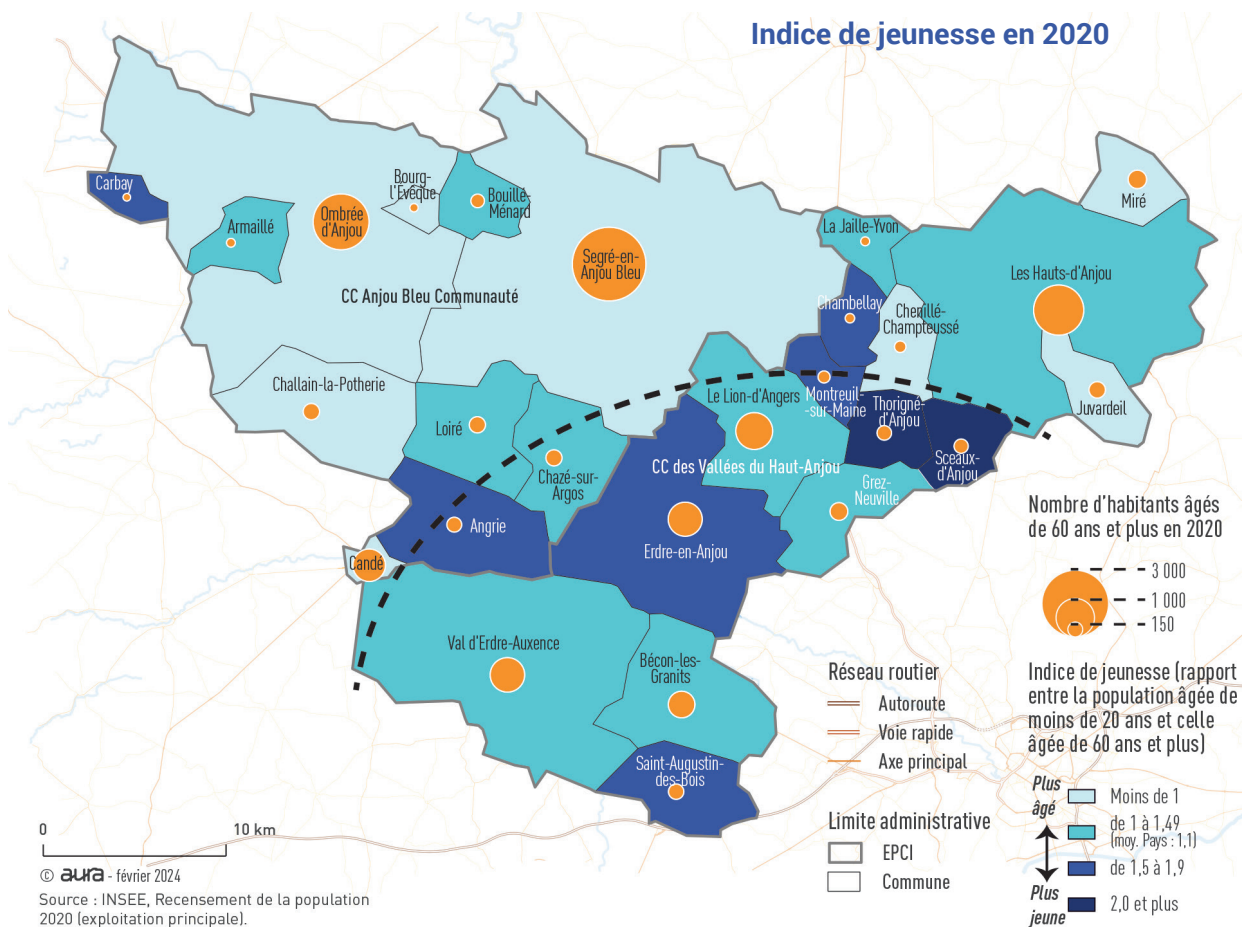 Indice de jeunesse en 2020
Carbay
Armaillé
Ombrée
d'Anjou
Bourg-
l'Evêque
Bouillé-
Ménard
Segré-en-
Anjou Bleu
CC Anjou Bleu Communauté
Miré
La Jaille-Yvon
Les Hauts-d'Anjou
Chambellay
Chenillé-
Champteussé
Challain-la-Potherie
Le Lion-d'Angers
Montreuil-
-sur-Maine
Thorigné-
d'Anjou
Juvardeil
Loiré
Chazé-sur-
Argos
CC des Vallées du Haut-Anjou
Sceaux-
d'Anjou
Grez-
Neuville
Angrie
Erdre-en-Anjou
Candé
Val d'Erdre-Auxence
Bécon-les-
Granits
Saint-Augustin-
des-Bois
Nombre d'habitants âgés
de 60 ans et plus en 2020
3 000
1 000
150
Réseau routier
Autoroute
Voie rapide
Axe principal
Limite administrative
EPCI
Commune
Indice de jeunesse (rapport
entre la population âgée de
moins de 20 ans et celle
âgée de 60 ans et plus)
Plus
âgé
Moins de 1
de 1 à 1,49
(moy. Pays : 1,1)
de 1,5 à 1,9
2,0 et plus
Plus
jeune
0 10 km
© aura - février 2024
Source : INSEE, Recensement de la population
2020 (exploitation principale).